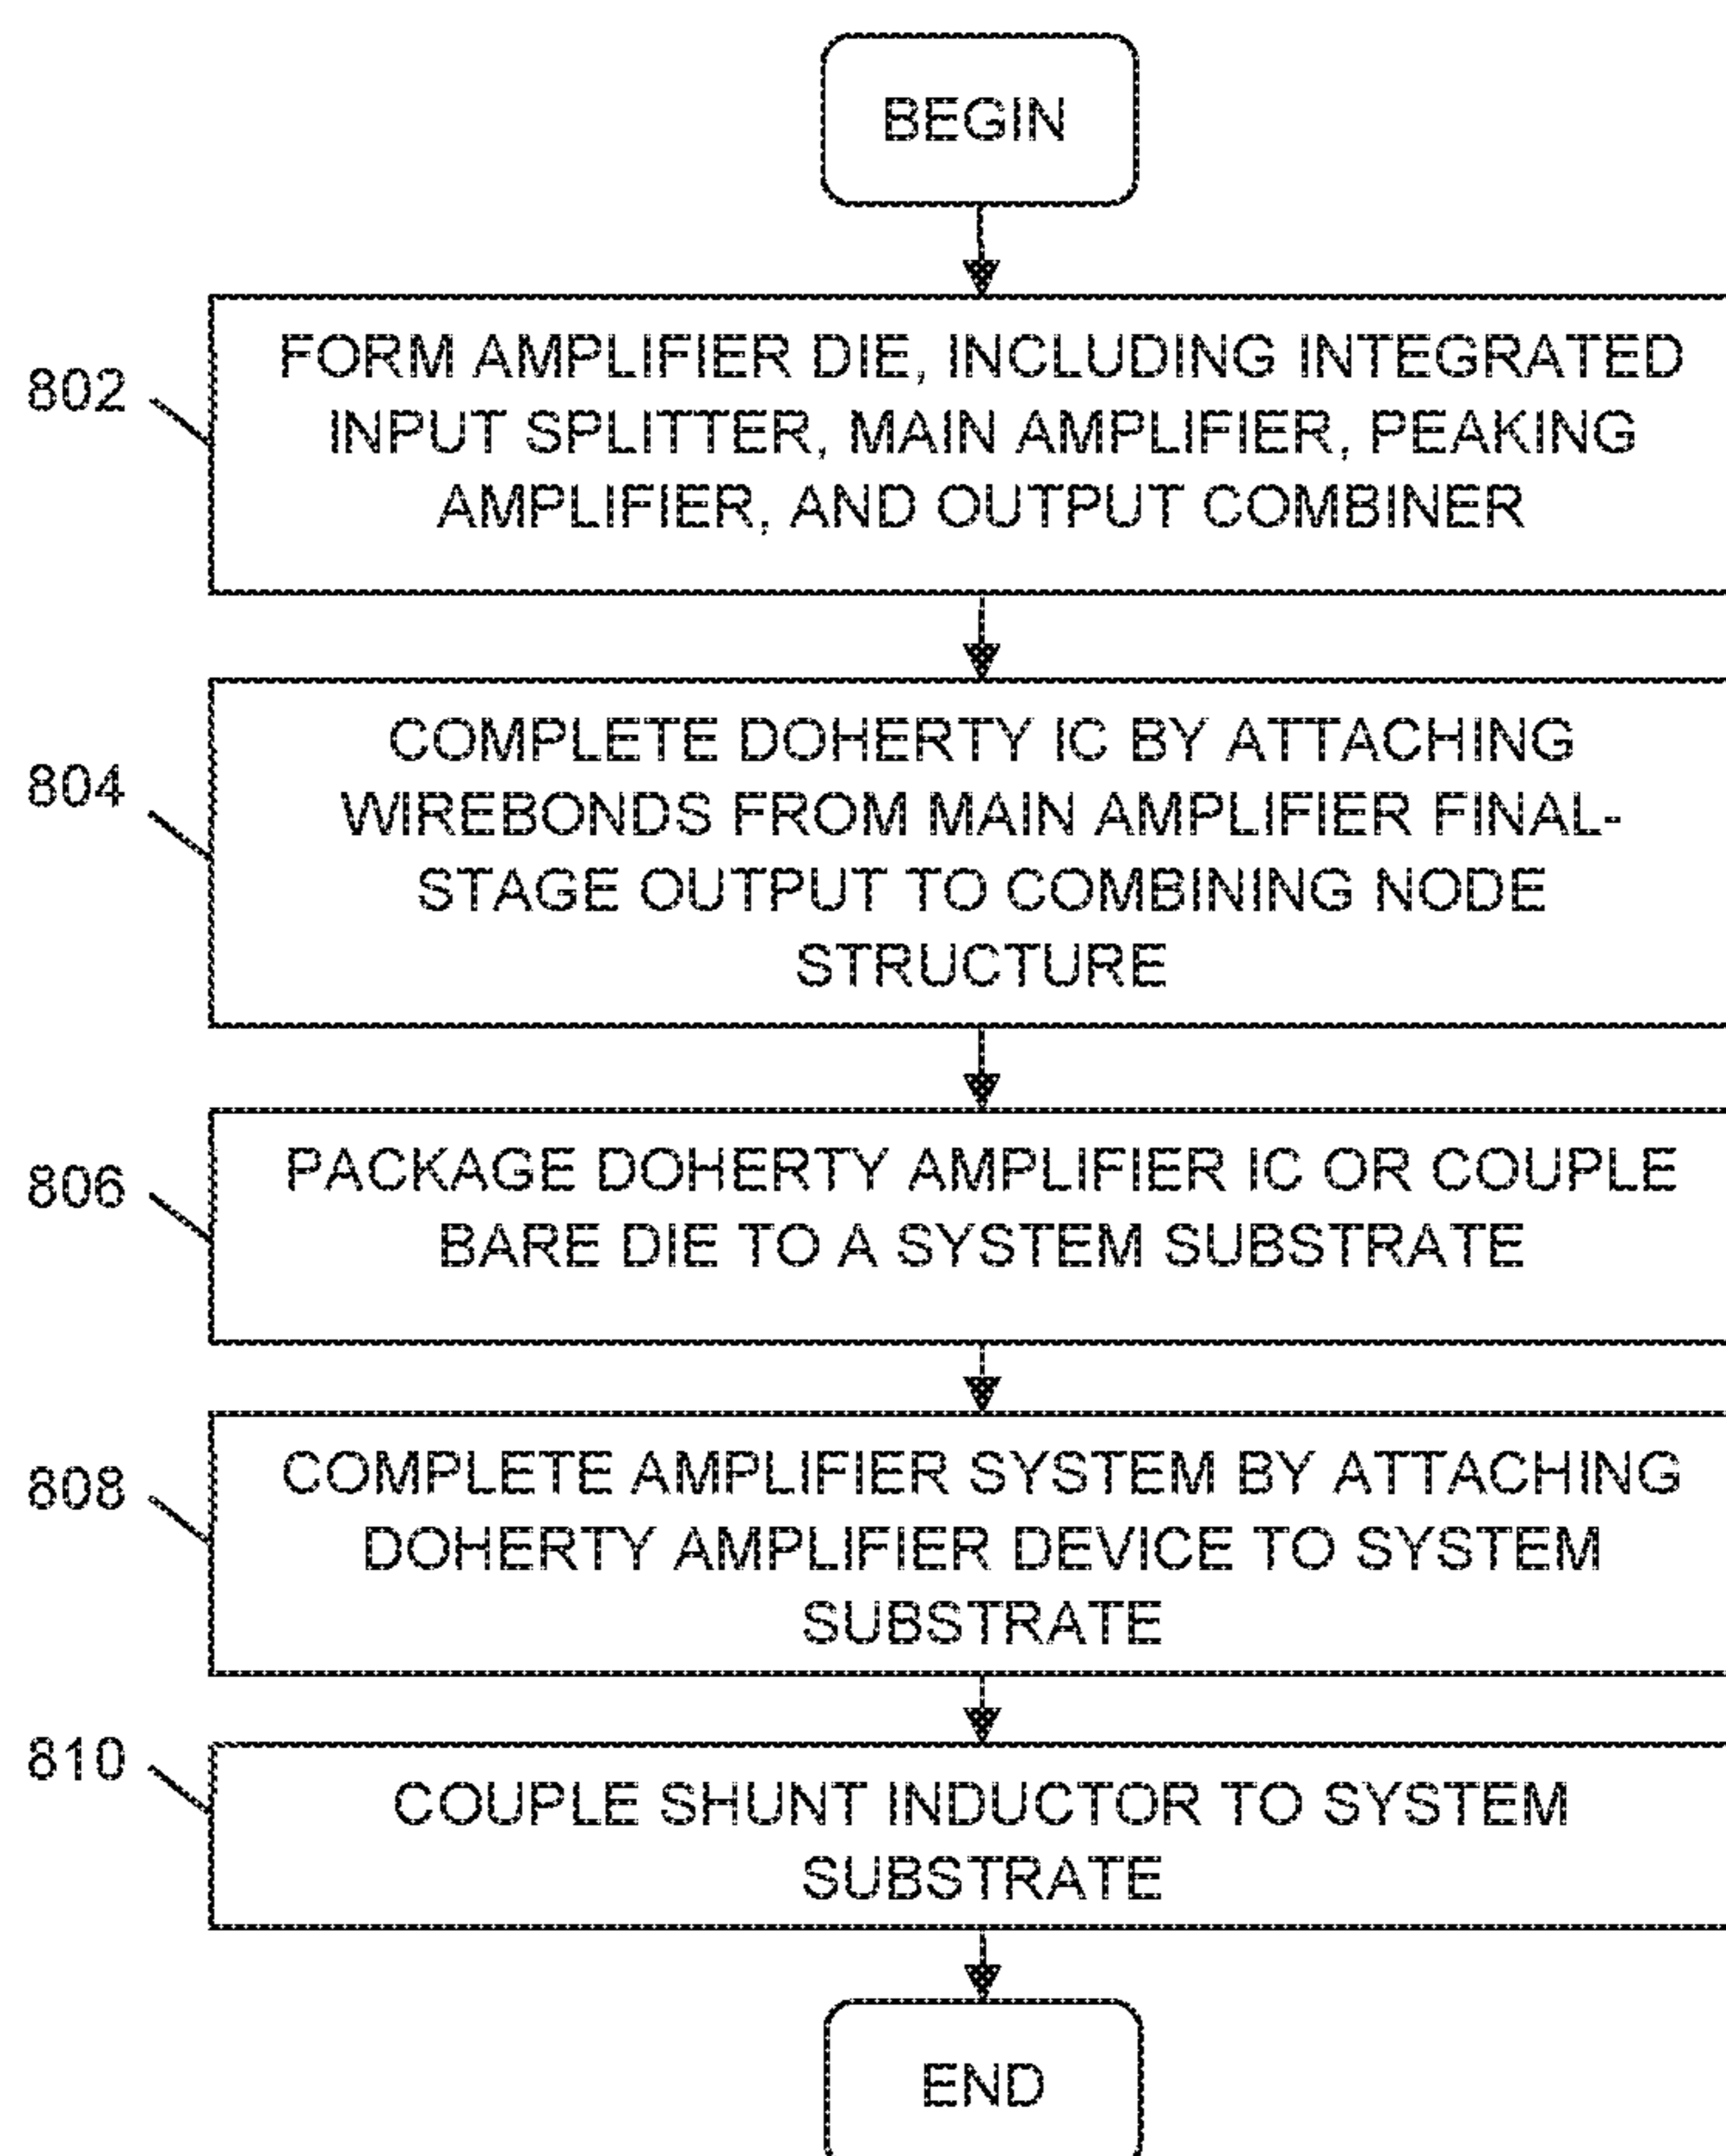 BEGIN
802
FORM AMPLIFIER DIE, INCLUDING INTEGRATED
INPUT SPLITTER, MAIN AMPLIFIER, PEAKING
AMPLIFIER, AND OUTPUT COMBINER
804
COMPLETE DOHERTY IC BY ATTACHING
WIREBONDS FROM MAIN AMPLIFIER FINAL-
STAGE OUTPUT TO COMBINING NODE
STRUCTURE
806
PACKAGE DOHERTY AMPLIFIER IC OR COUPLE
BARE DIE TO A SYSTEM SUBSTRATE
808
COMPLETE AMPLIFIER SYSTEM BY ATTACHING
DOHERTY AMPLIFIER DEVICE TO SYSTEM
SUBSTRATE
810
COUPLE SHUNT INDUCTOR TO SYSTEM
SUBSTRATE
END